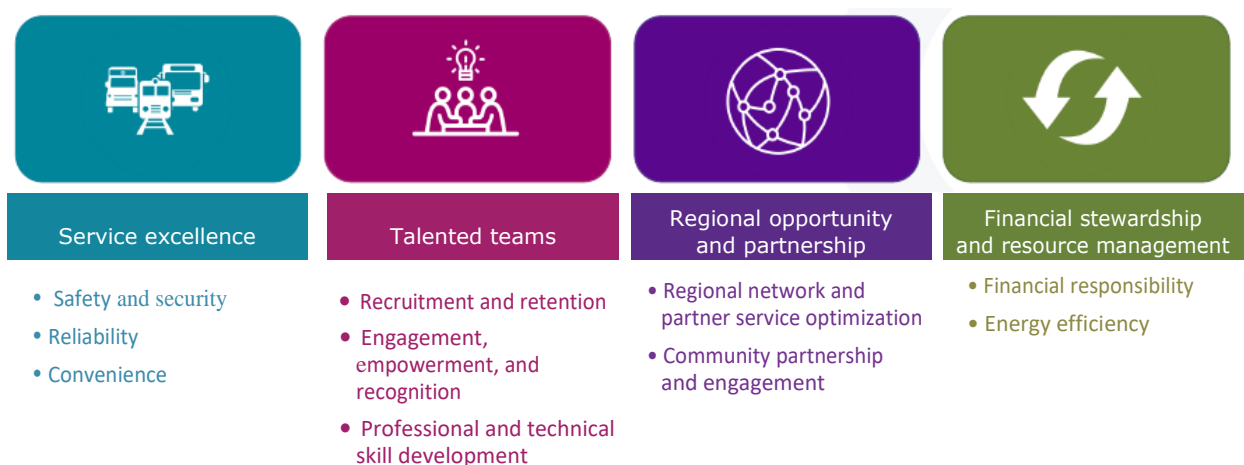 Service excellence
• Safety and security
• Reliability
• Convenience
Talented teams
• Recruitment and retention
• Engagement,
empowerment, and
recognition
• Professional and technical
skill development
Regional opportunity
and partnership
• Regional network and
partner service optimization
• Community partnership
and engagement
Financial stewardship
and resource management
• Financial responsibility
• Energy efficiency